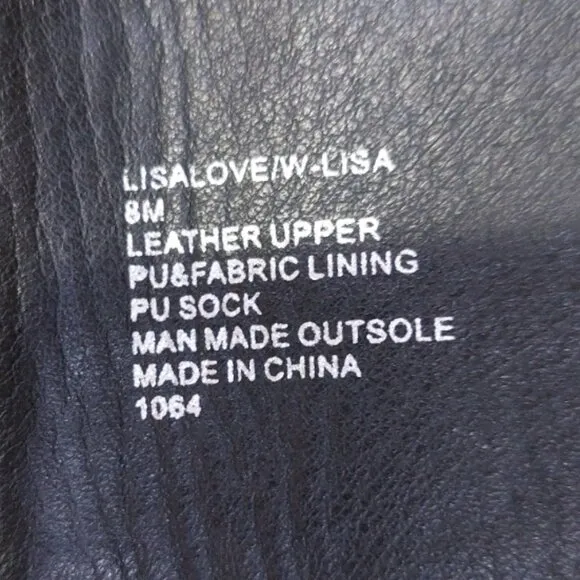 LISALOVE/W-LISA
8M
LEATHER UPPER
PU&FABRIC LINING
PU SOCK
MAN MADE OUTSOLE
MADE IN CHINA
1064